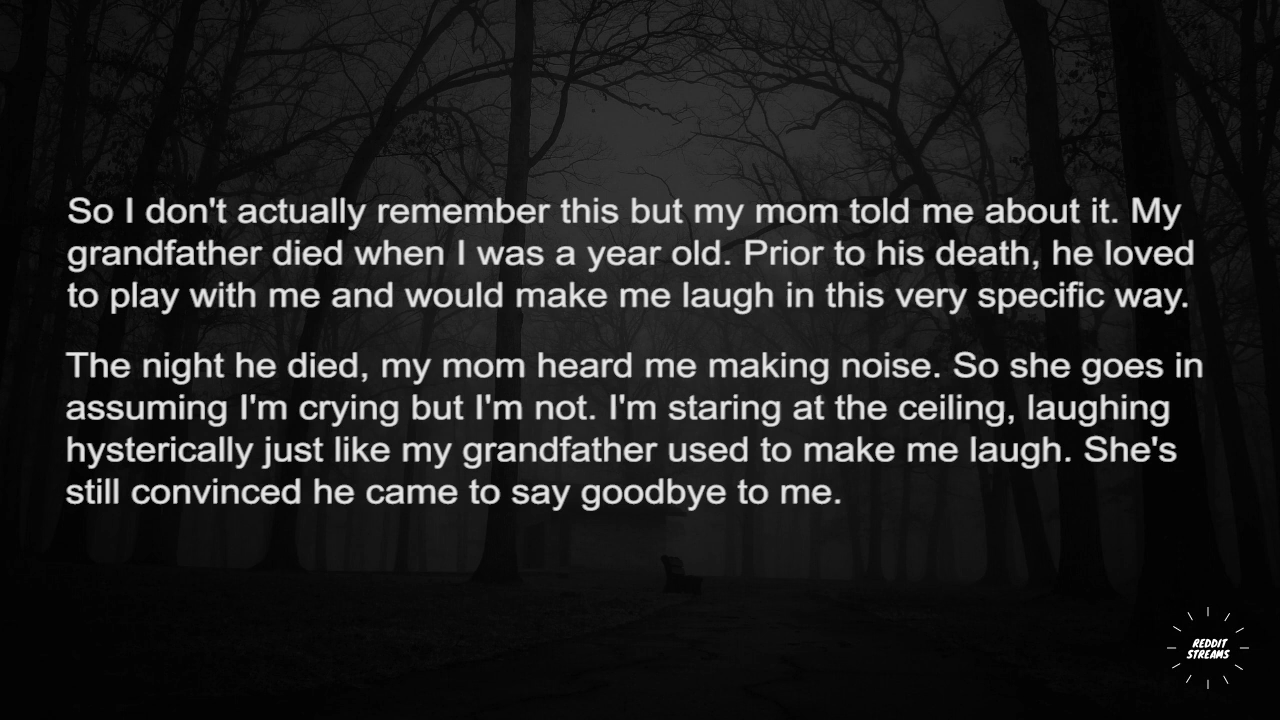 So I don't actually remember this but my mom told me about it. My
grandfather died when I was a year old. Prior to his death, he loved
to play with me and would make me laugh in this very specific way.
The night he died, my mom heard me making noise. So she goes in
assuming I'm crying but I'm not. I'm staring at the ceiling, laughing
hysterically just like my grandfather used to make me laugh. She's
still convinced he came to say goodbye to me.
REDDIT
STREAMS